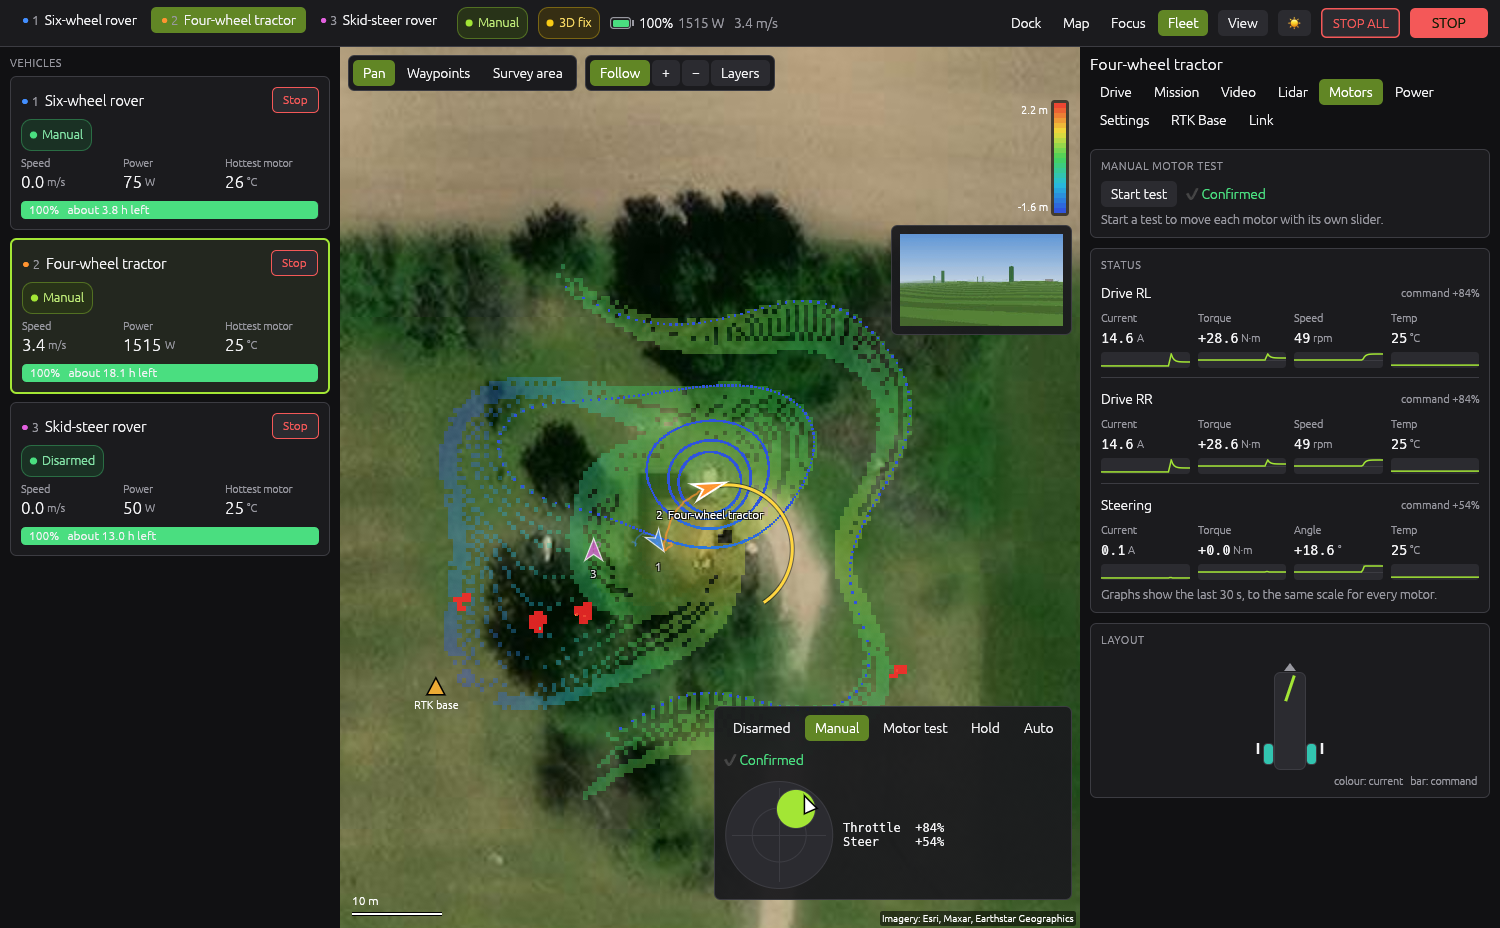 1 Six-wheel rover 2 Four-wheel tractor 3 Skid-steer rover Manual 3D fix 100% 1515 W 3.4 m/s Dock Map Focus Fleet View STOP ALL STOP
VEHICLES
1 Six-wheel rover Stop
Manual
Speed Power Hottest motor
0.0 m/s 75 W 26 °C
100% about 3.8 h left
2 Four-wheel tractor Stop
Manual
Speed Power Hottest motor
3.4 m/s 1515 W 25 °C
100% about 18.1 h left
3 Skid-steer rover Stop
Disarmed
Speed Power Hottest motor
0.0 m/s 50 W 25 °C
100% about 13.0 h left
Pan Waypoints Survey area Follow + − Layers
2.2 m
-1.6 m
2 Four-wheel tractor
1
3
RTK base
10 m
Disarmed Manual Motor test Hold Auto
Confirmed
Throttle +84%
Steer +54%
Imagery: Esri, Maxar, Earthstar Geographics
Four-wheel tractor
Drive Mission Video Lidar Motors Power
Settings RTK Base Link
MANUAL MOTOR TEST
Start test Confirmed
Start a test to move each motor with its own slider.
STATUS
Drive RL command +84%
Current Torque Speed Temp
14.6 A +28.6 N·m 49 rpm 25 °C
Drive RR command +84%
Current Torque Speed Temp
14.6 A +28.6 N·m 49 rpm 25 °C
Steering command +54%
Current Torque Angle Temp
0.1 A +0.0 N·m +18.6 ° 25 °C
Graphs show the last 30 s, to the same scale for every motor.
LAYOUT
colour: current bar: command